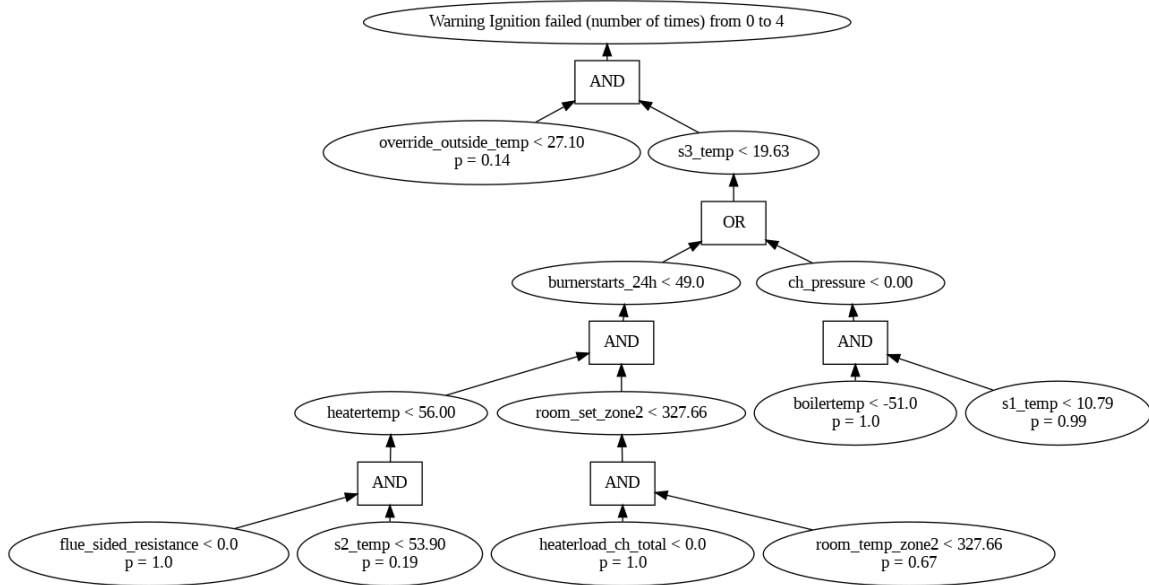 Warning Ignition failed (number of times) from 0 to 4
AND
override_outside_temp < 27.10
p = 0.14
s3_temp < 19.63
OR
burnerstarts_24h < 49.0
ch_pressure < 0.00
AND
AND
heatertemp < 56.00
room_set_zone2 < 327.66
boilertemp < -51.0
p = 1.0
s1_temp < 10.79
p = 0.99
AND
AND
flue_sided_resistance < 0.0
p = 1.0
s2_temp < 53.90
p = 0.19
heaterload_ch_total < 0.0
p = 1.0
room_temp_zone2 < 327.66
p = 0.67